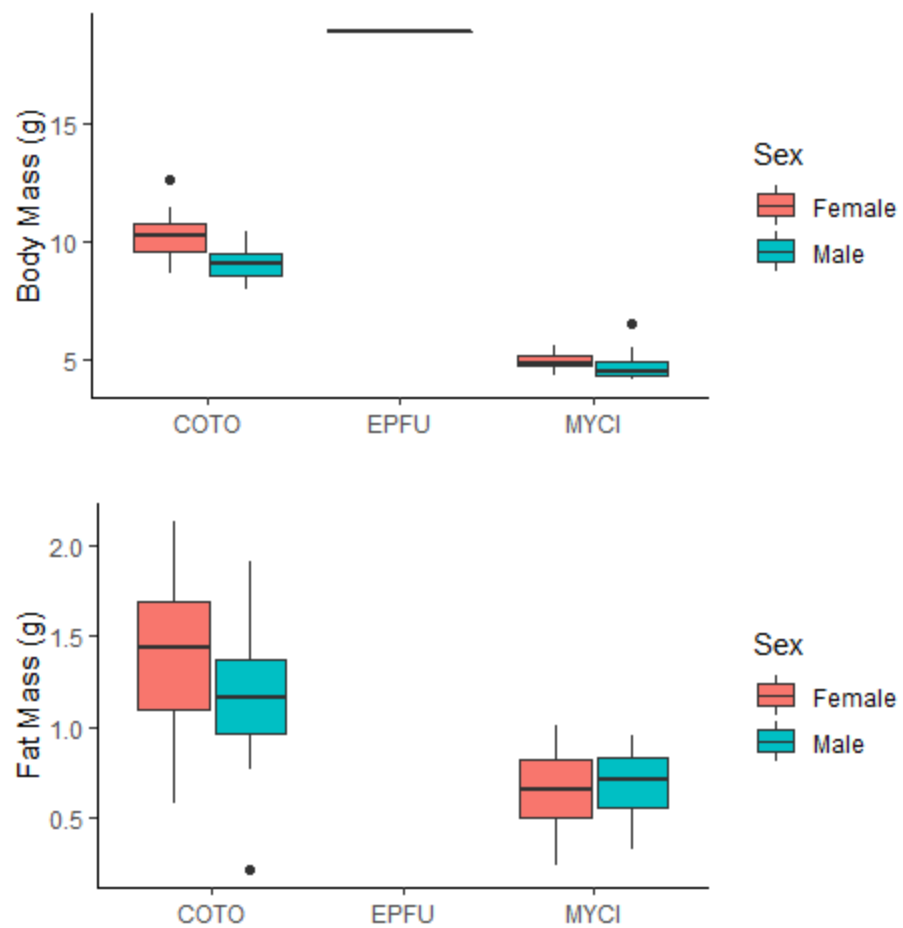 Body Mass (g)
15
10
5
COTO EPFU MYCI
Sex
Female
Male
Fat Mass (g)
2.0
1.5
1.0
0.5
COTO EPFU MYCI
Sex
Female
Male